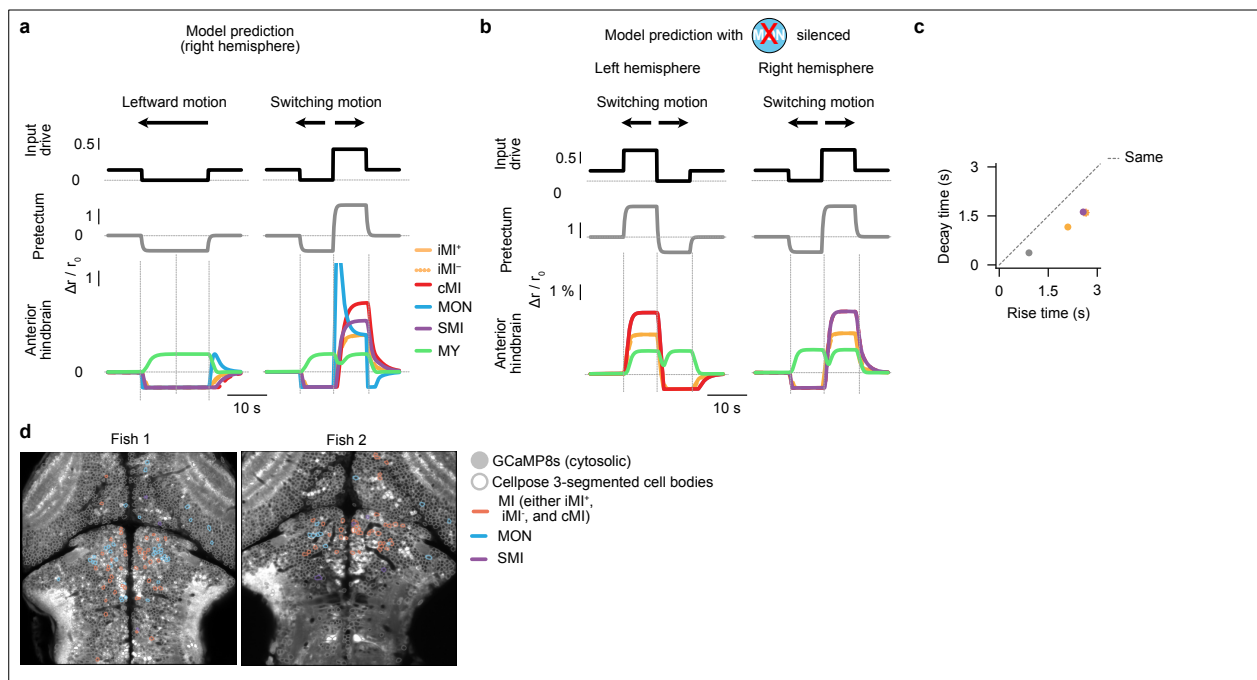 a
Model prediction
(right hemisphere)
Leftward motion
Switching motion
Input
drive
0.5
0
Pretectum
1
0
Δr / r0
1
Anterior
hindbrain
0
10 s
iMI+
iMI−
cMI
MON
SMI
MY
b
Model prediction with
silenced
Left hemisphere
Right hemisphere
Switching motion
Switching motion
Input
drive
0.5
0
Pretectum
1
Δr / r0
1 %
Anterior
hindbrain
10 s
c
Same
Decay time (s)
3
1.5
0
0
1.5
3
Rise time (s)
d
Fish 1
Fish 2
GCaMP8s (cytosolic)
Cellpose 3-segmented cell bodies
MI (either iMI+,
iMI-, and cMI)
MON
SMI